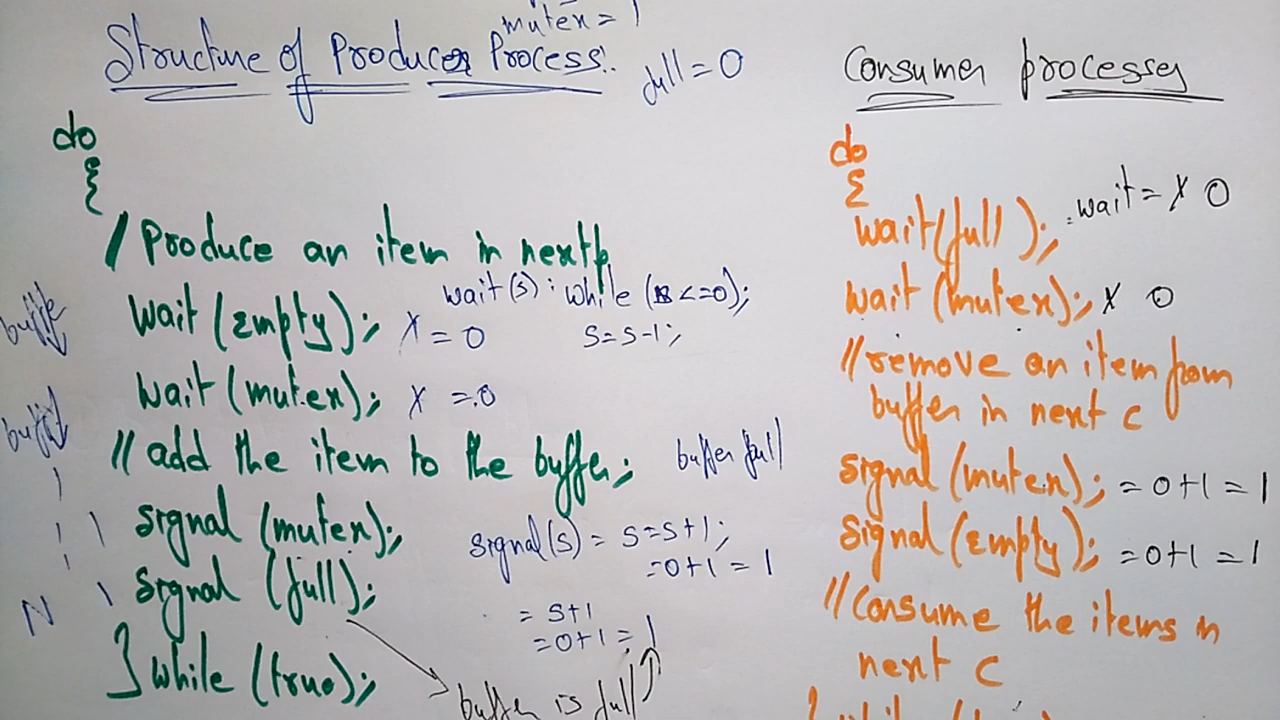 mutex = 1
Structure of Producer Process:
full = 0
do
{
/ Produce an item in nextp
wait(s): while (s <=0);
wait (empty); X = 0
s=s-1;
wait (mutex); X =0
// add the item to the buffer; buffer full
signal (mutex);
signal(s) = s=s+1;
=0+1 = 1
signal (full);
= s+1
=0+1 = 1
} while (true);
buffer is full
N
Consumer processes
do
{
wait(full);
wait = X 0
wait (mutex); X 0
//remove an item from
buffer in next c
signal (mutex); = 0+1 = 1
signal (empty); =0+1 = 1
//consume the items in
next c